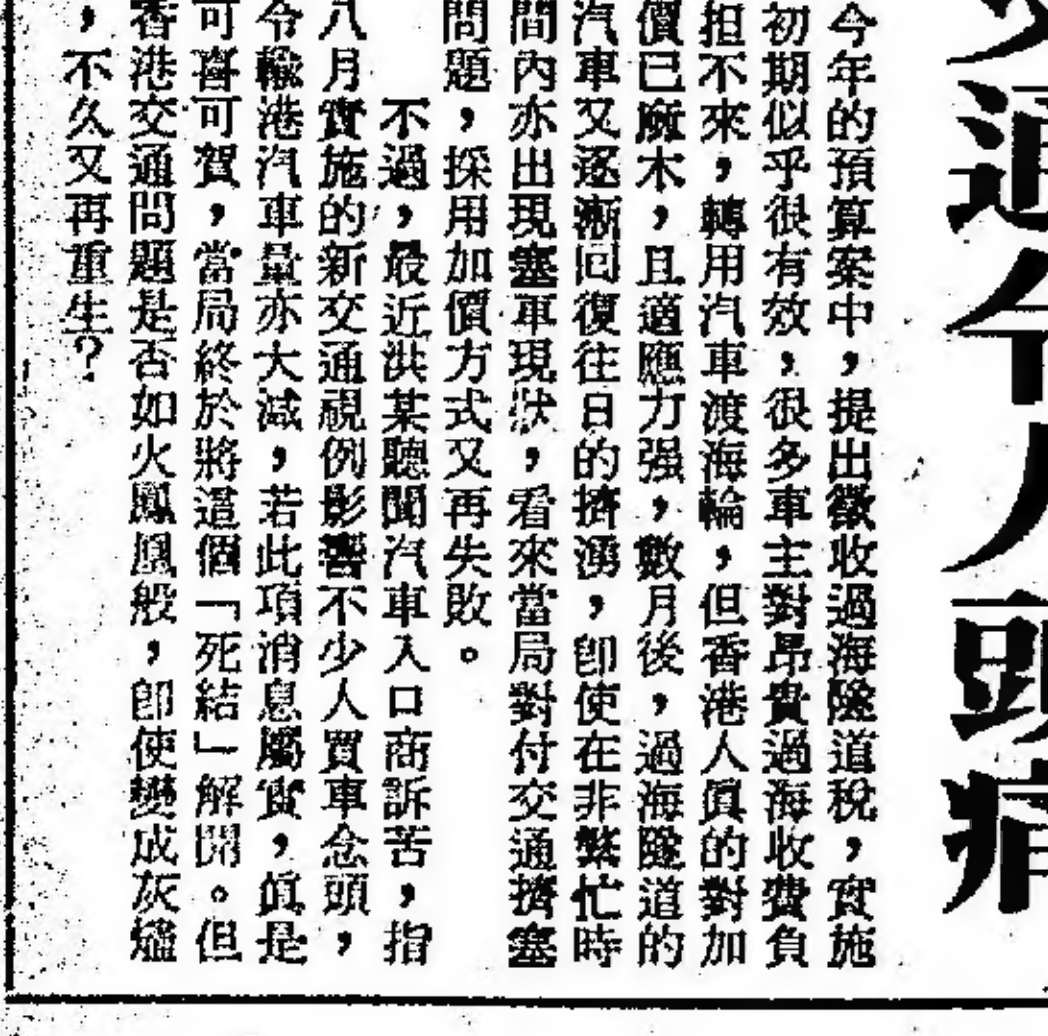 交通令人頭痛
今年的預算案中，提出徵收過海隧道稅，實施
初期似乎很有效，很多車主對昂貴過海收費負
担不來，轉用汽車渡海輪，但香港人眞的對加
價已麻木，且適應力强，數月後，過海隧道的
汽車又逐漸回復往日的擠湧，卽使在非繁忙時
間內亦出現塞車現狀，看來當局對付交通擠塞
問題，採用加價方式又再失敗。
不過，最近洪某聽聞汽車入口商訴苦，指
八月實施的新交通視例影響不少人買車念頭，
令輸港汽車量亦大減，若此項消息屬實，値是
可喜可賀，當局終於將這個「死結」解開。但
香港交通問題是否如火鳳凰般，卽使變成灰燼
，不久又再重生？